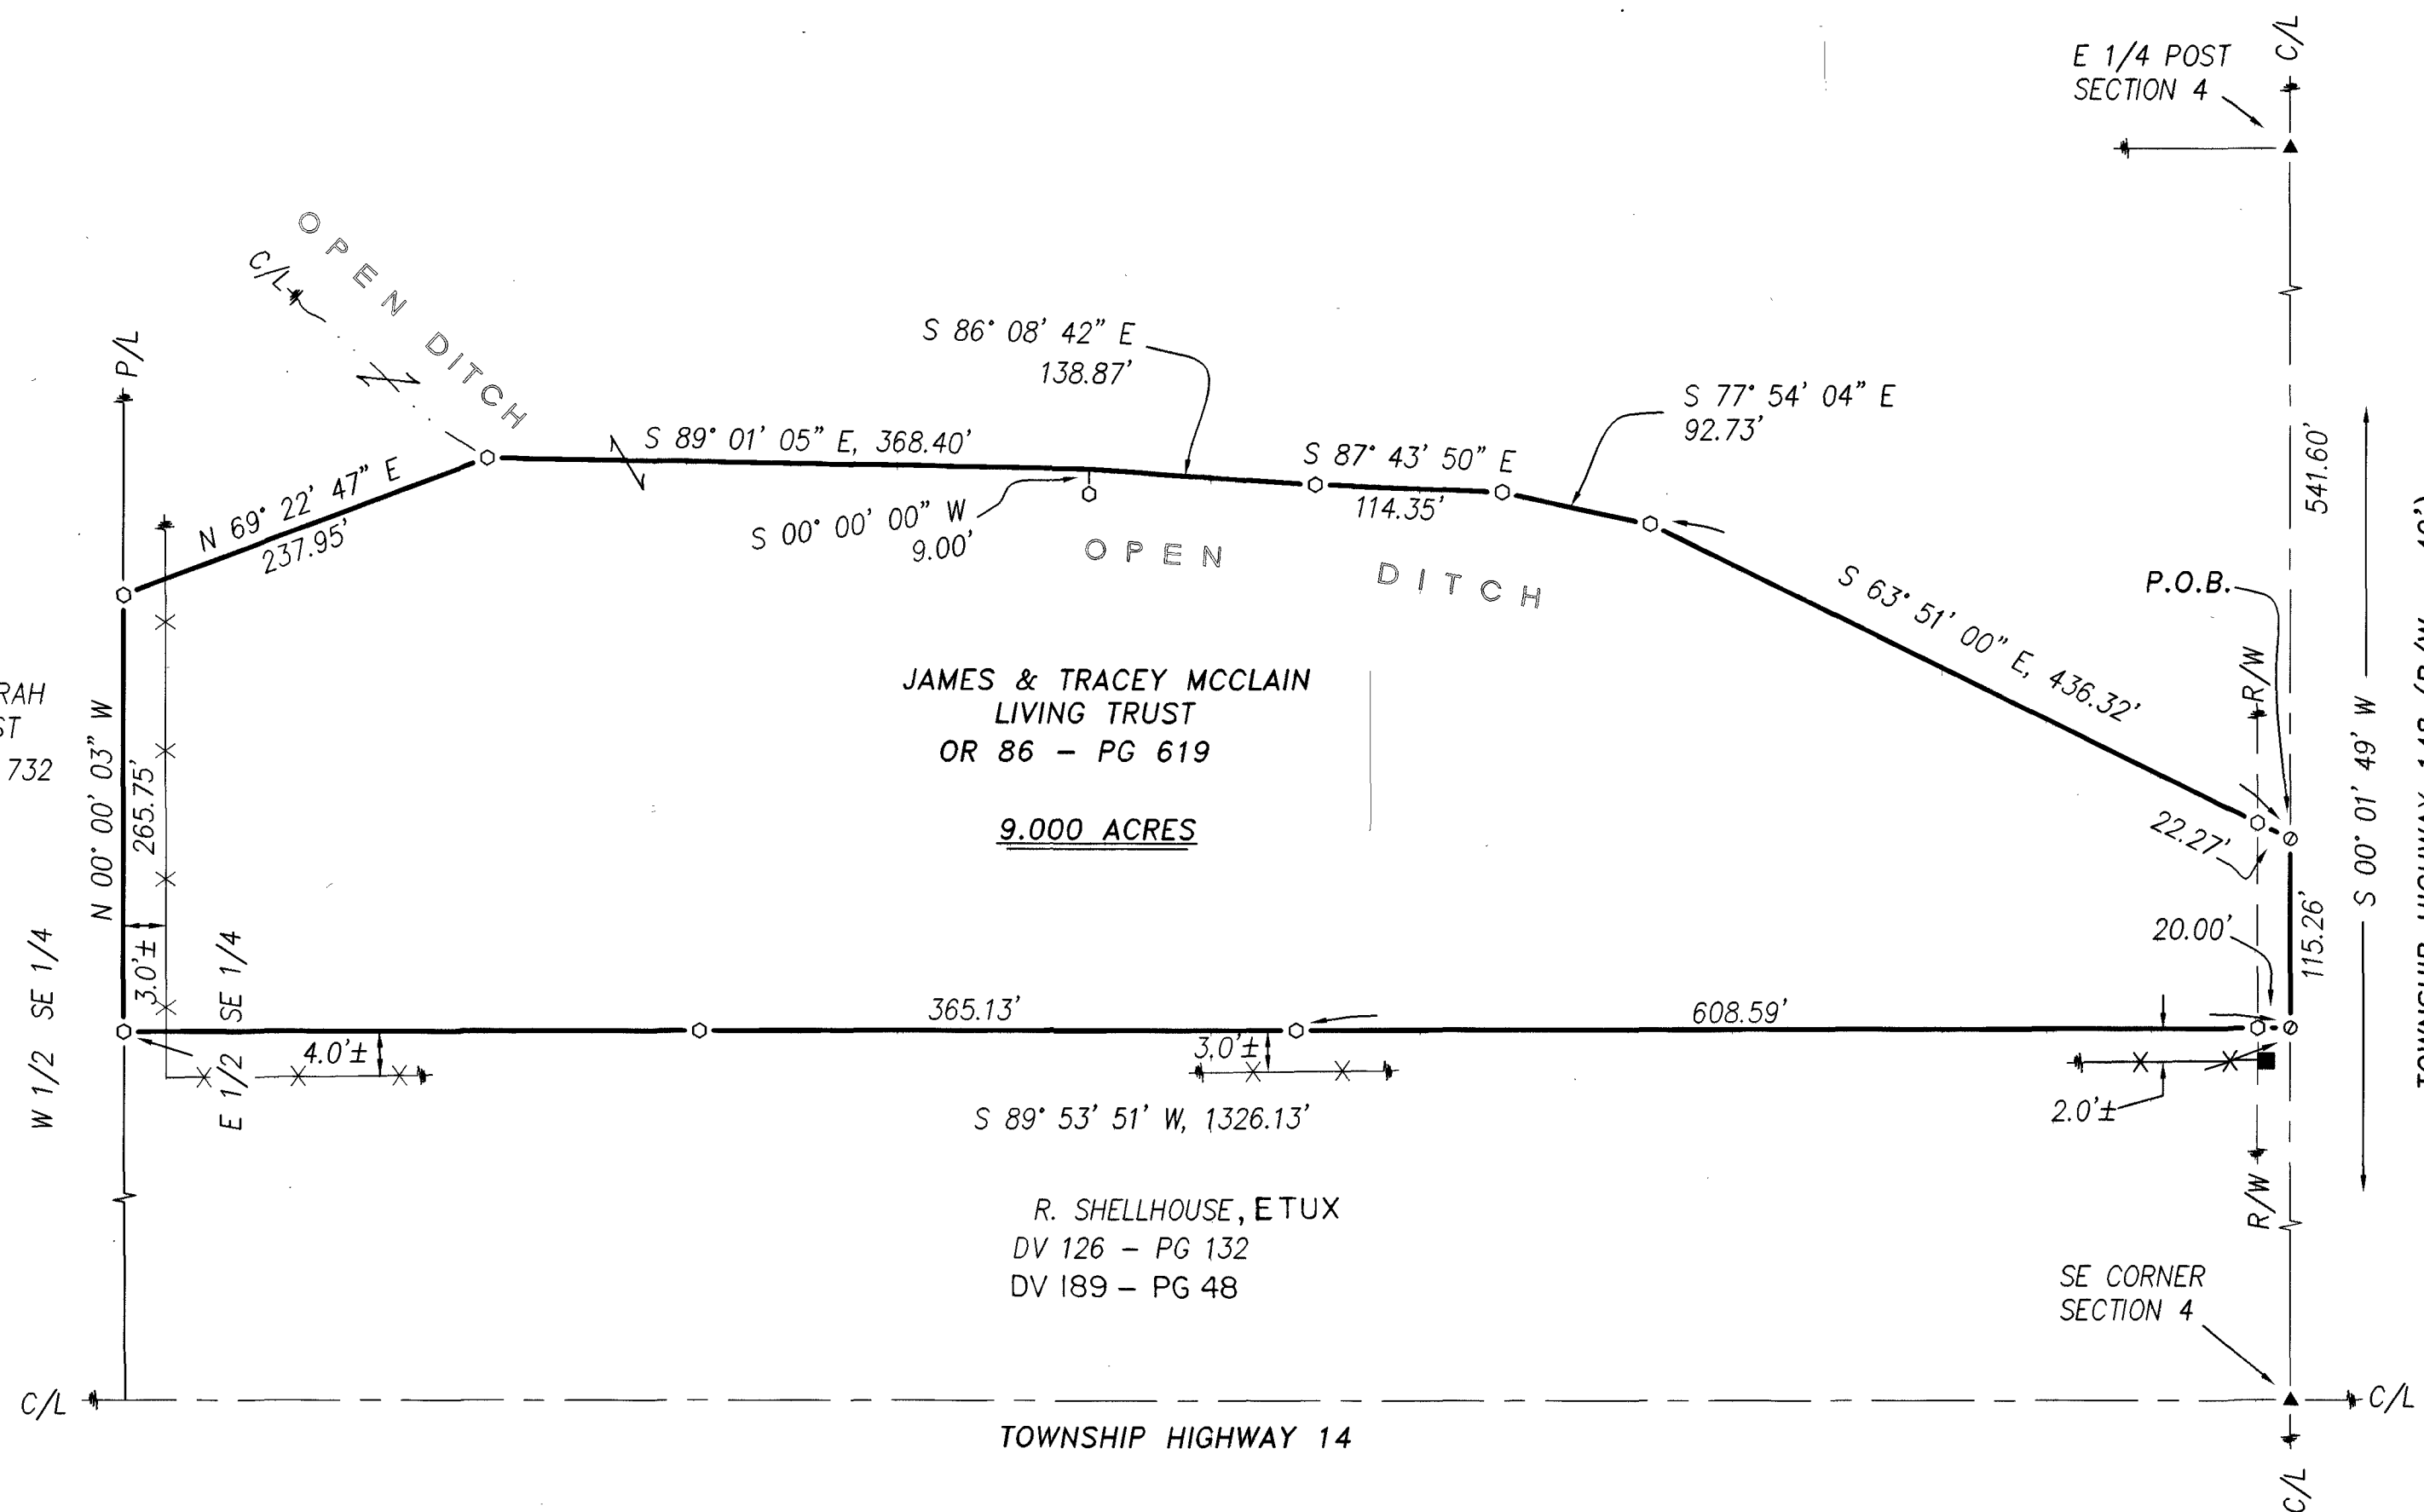 E 1/4 POST
SECTION 4
C/L
OPEN DITCH
C/L
P/L
S 86° 08' 42" E
138.87'
S 77° 54' 04" E
92.73'
S 89° 01' 05" E, 368.40'
S 87° 43' 50" E
114.35'
N 69° 22' 47" E
237.95'
S 00° 00' 00" W
9.00'
OPEN DITCH
541.60'
S 63° 51' 00" E, 436.32'
P.O.B.
R/W
S 00° 01' 49' W
22.27'
115.26'
20.00'
RAH
ST
732
JAMES & TRACEY MCCLAIN
LIVING TRUST
OR 86 – PG 619
9.000 ACRES
N 00° 00' 03" W
265.75'
3.0'±
W 1/2 SE 1/4
E 1/2 SE 1/4
365.13'
608.59'
4.0'±
3.0'±
2.0'±
S 89° 53' 51' W, 1326.13'
R/W
R. SHELLHOUSE, ETUX
DV 126 – PG 132
DV 189 – PG 48
SE CORNER
SECTION 4
C/L
C/L
TOWNSHIP HIGHWAY 14
C/L